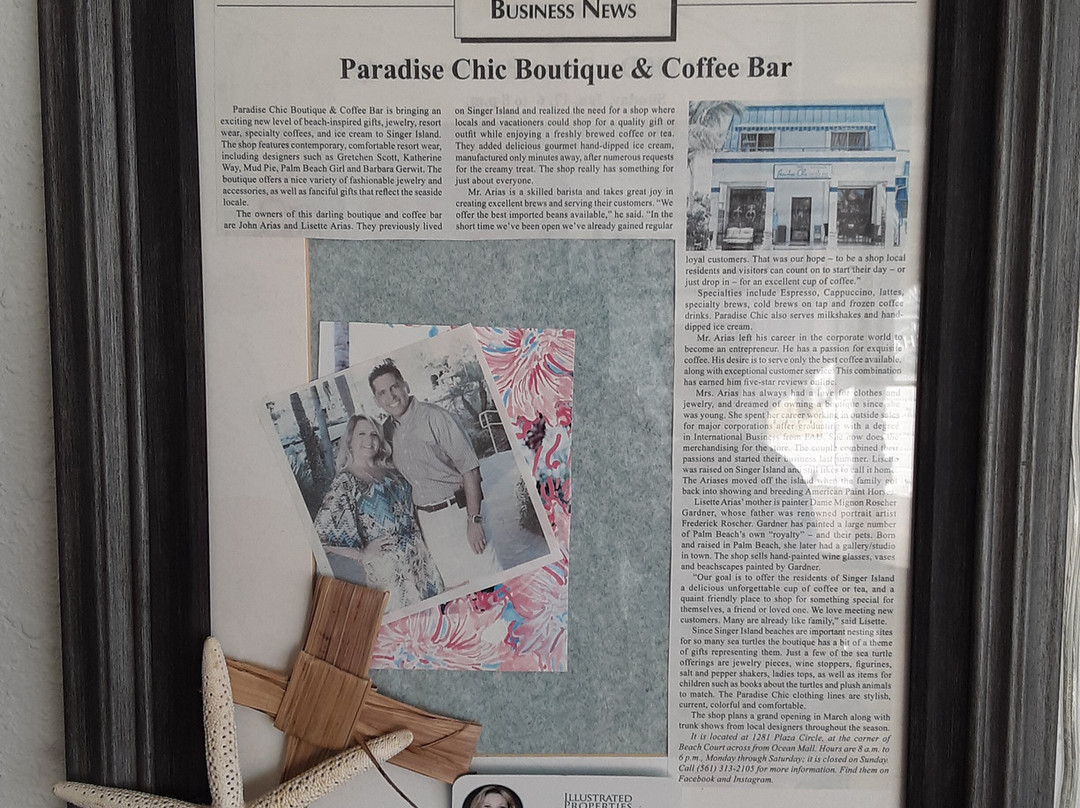 BUSINESS NEWS
Paradise Chic Boutique & Coffee Bar
Paradise Chic Boutique & Coffee Bar is bringing an
exciting new level of beach-inspired gifts, jewelry, resort
wear, specialty coffees, and ice cream to Singer Island.
The shop features contemporary, comfortable resort wear,
including designers such as Gretchen Scott, Katherine
Way, Mud Pie, Palm Beach Girl and Barbara Gerwit. The
boutique offers a nice variety of fashionable jewelry and
accessories, as well as fanciful gifts that reflect the seaside
locale.
The owners of this darling boutique and coffee bar
are John Arias and Lisette Arias. They previously lived
on Singer Island and realized the need for a shop where
locals and vacationers could shop for a quality gift or
outfit while enjoying a freshly brewed coffee or tea.
They added delicious gourmet hand-dipped ice cream,
manufactured only minutes away, after numerous requests
for the creamy treat. The shop really has something for
just about everyone.
Mr. Arias is a skilled barista and takes great joy in
creating excellent brews and serving their customers. “We
offer the best imported beans available,” he said. “In the
short time we’ve been open we’ve already gained regular
loyal customers. That was our hope – to be a shop local
residents and visitors can count on to start their day – or
just drop in – for an excellent cup of coffee.”
Specialties include Espresso, Cappuccino, lattes,
specialty brews, cold brews on tap and frozen coffee
drinks. Paradise Chic also serves milkshakes and hand-
dipped ice cream.
Mr. Arias left his career in the corporate world to
become an entrepreneur. He has a passion for exquisite
coffee. His desire is to serve only the best coffee available,
along with exceptional customer service. This combination
has earned him five-star reviews online.
Mrs. Arias has always had a love for clothes and
jewelry, and dreamed of owning a boutique since she
was young. She spent her career working in outside sales
for major corporations after graduating with a degree
in International Business from FAU. She now does the
merchandising for the store. The couple combined their
passions and started their business last summer. Lisette
was raised on Singer Island and still likes to call it home.
The Ariases moved off the island when the family got
back into showing and breeding American Paint Horses.
Lisette Arias’ mother is painter Dame Mignon Roscher
Gardner, whose father was renowned portrait artist
Frederick Roscher. Gardner has painted a large number
of Palm Beach’s own “royalty” – and their pets. Born
and raised in Palm Beach, she later had a gallery/studio
in town. The shop sells hand-painted wine glasses, vases
and beachscapes painted by Gardner.
“Our goal is to offer the residents of Singer Island
a delicious unforgettable cup of coffee or tea, and a
quaint friendly place to shop for something special for
themselves, a friend or loved one. We love meeting new
customers. Many are already like family,” said Lisette.
Since Singer Island beaches are important nesting sites
for so many sea turtles the boutique has a bit of a theme
of gifts representing them. Just a few of the sea turtle
offerings are jewelry pieces, wine stoppers, figurines,
salt and pepper shakers, ladies tops, as well as items for
children such as books about the turtles and plush animals
to match. The Paradise Chic clothing lines are stylish,
current, colorful and comfortable.
The shop plans a grand opening in March along with
trunk shows from local designers throughout the season.
It is located at 1281 Plaza Circle, at the corner of
Beach Court across from Ocean Mall. Hours are 8 a.m. to
6 p.m., Monday through Saturday; it is closed on Sunday.
Call (561) 313-2105 for more information. Find them on
Facebook and Instagram.
ILLUSTRATED
PROPERTIES